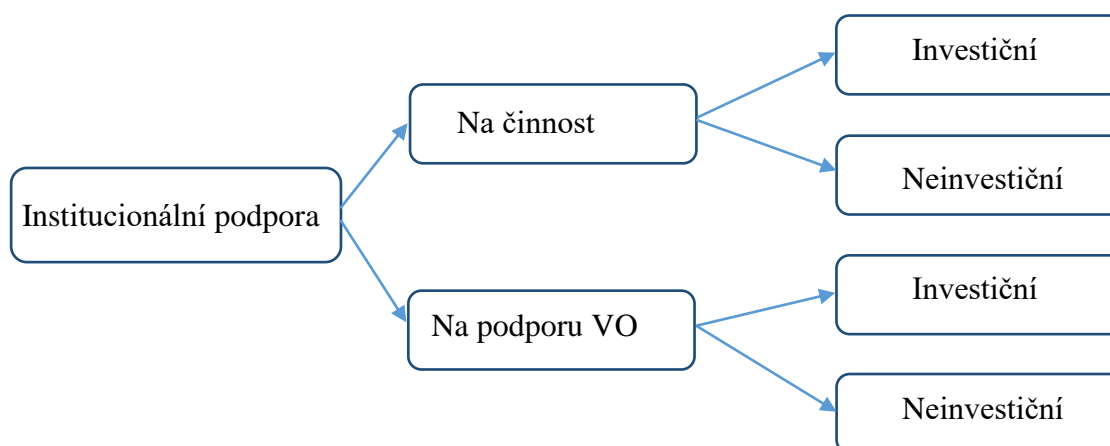 Institucionální podpora
Na činnost
Investiční
Neinvestiční
Na podporu VO
Investiční
Neinvestiční